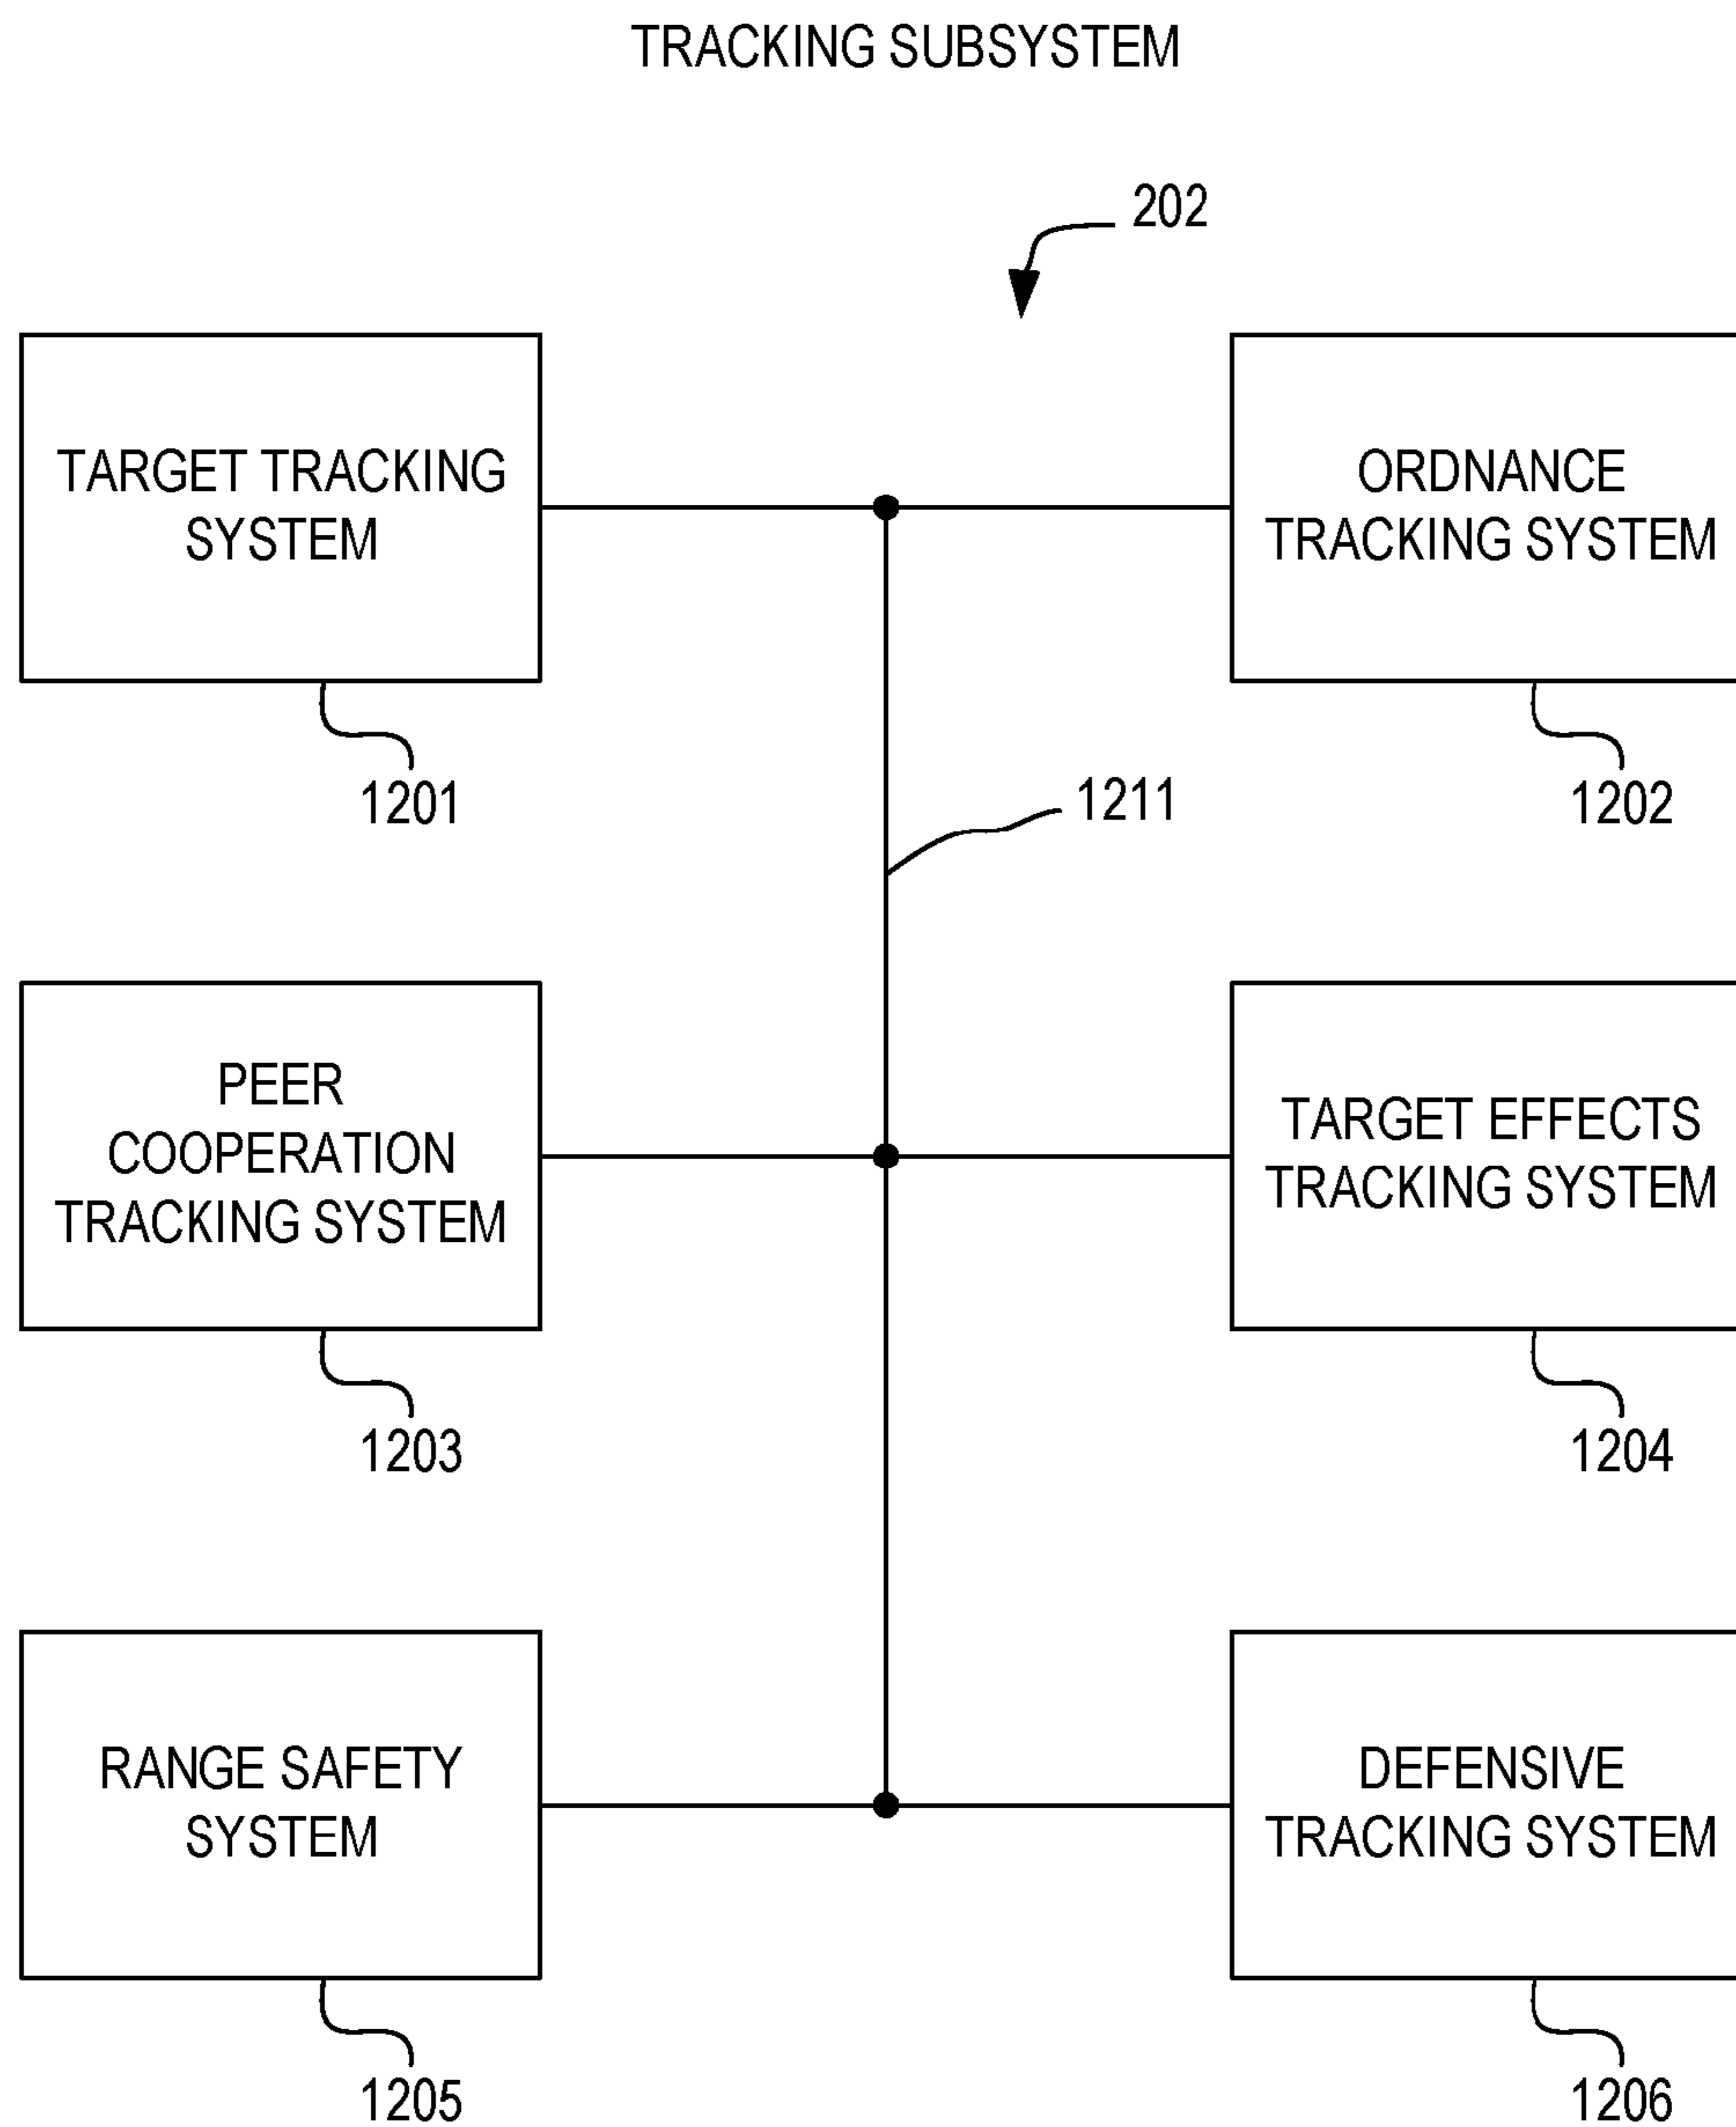 TRACKING SUBSYSTEM
202
TARGET TRACKING
SYSTEM
ORDNANCE
TRACKING SYSTEM
1201
1202
1211
PEER
COOPERATION
TRACKING SYSTEM
TARGET EFFECTS
TRACKING SYSTEM
1203
1204
RANGE SAFETY
SYSTEM
DEFENSIVE
TRACKING SYSTEM
1205
1206